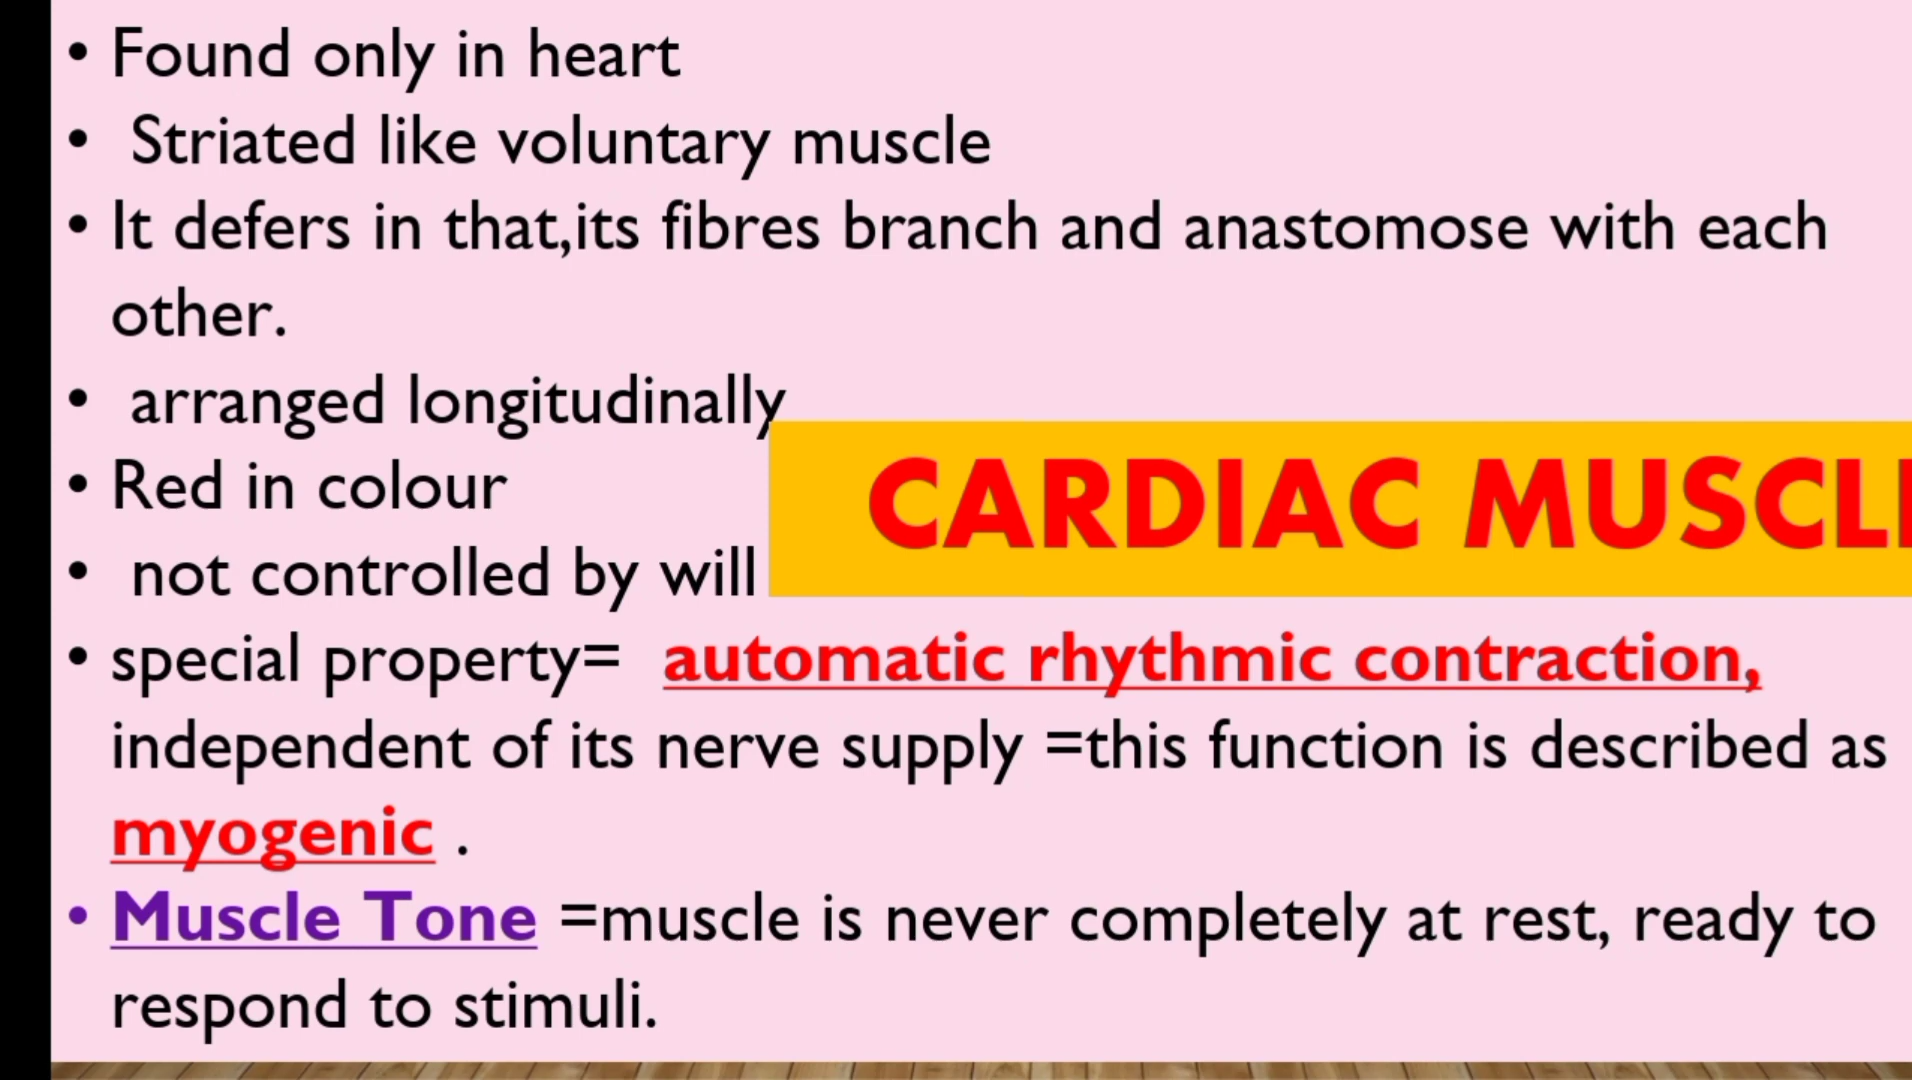 • Found only in heart
• Striated like voluntary muscle
• It defers in that,its fibres branch and anastomose with each
other.
• arranged longitudinally
• Red in colour
CARDIAC MUSCLE
• not controlled by will
• special property= automatic rhythmic contraction,
independent of its nerve supply =this function is described as
myogenic .
• Muscle Tone =muscle is never completely at rest, ready to
respond to stimuli.